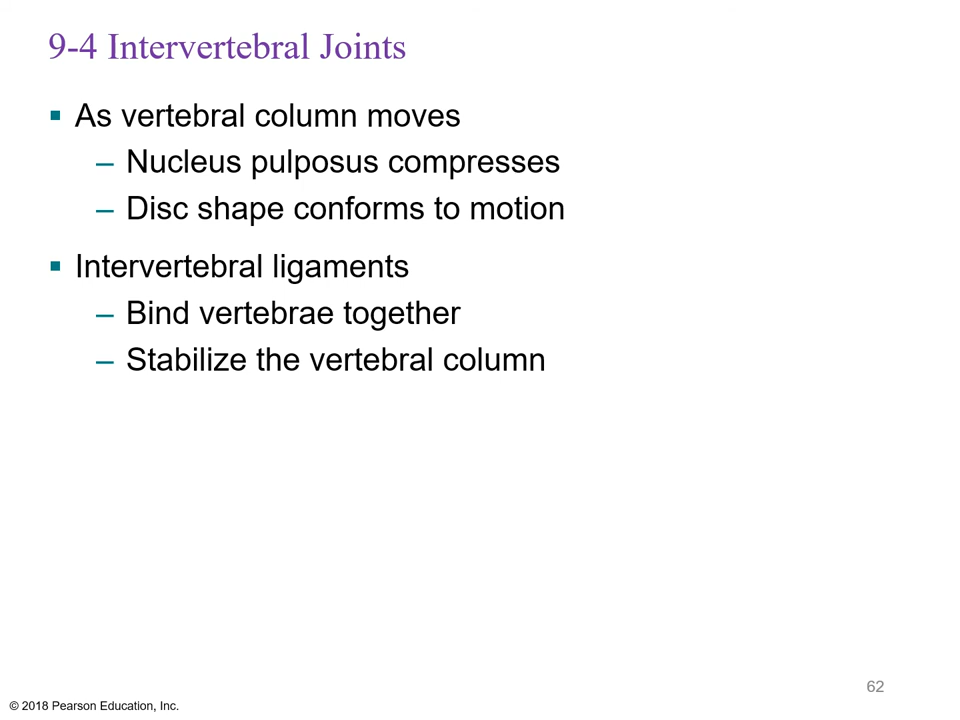 9-4 Intervertebral Joints
▪ As vertebral column moves
– Nucleus pulposus compresses
– Disc shape conforms to motion
▪ Intervertebral ligaments
– Bind vertebrae together
– Stabilize the vertebral column
62
© 2018 Pearson Education, Inc.